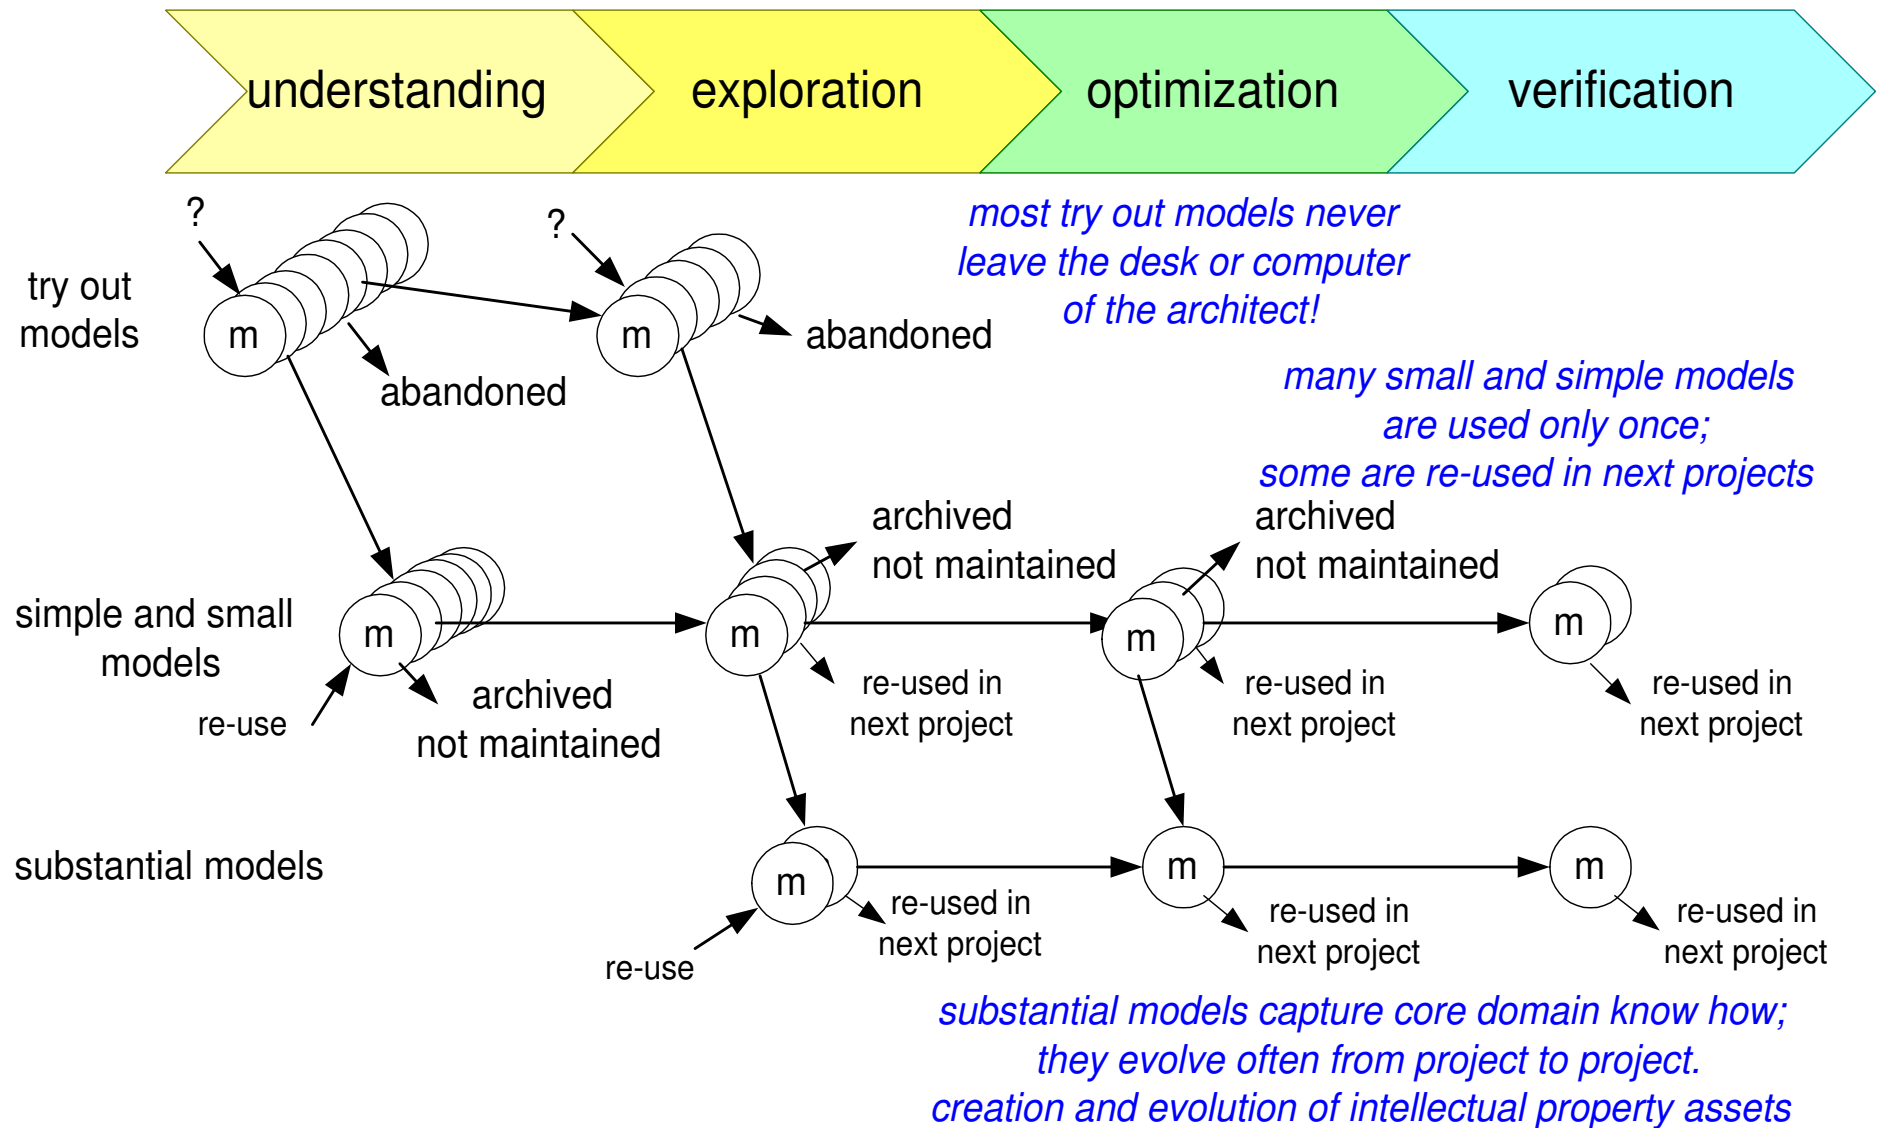 understanding
exploration
optimization
verification
?
?
most try out models never
leave the desk or computer
of the architect!
try out
models
m
m
abandoned
abandoned
many small and simple models
are used only once;
some are re-used in next projects
archived
not maintained
archived
not maintained
simple and small
models
m
m
m
m
re-use
archived
not maintained
re-used in
next project
re-used in
next project
re-used in
next project
substantial models
m
m
m
re-use
re-used in
next project
re-used in
next project
re-used in
next project
substantial models capture core domain know how;
they evolve often from project to project.
creation and evolution of intellectual property assets